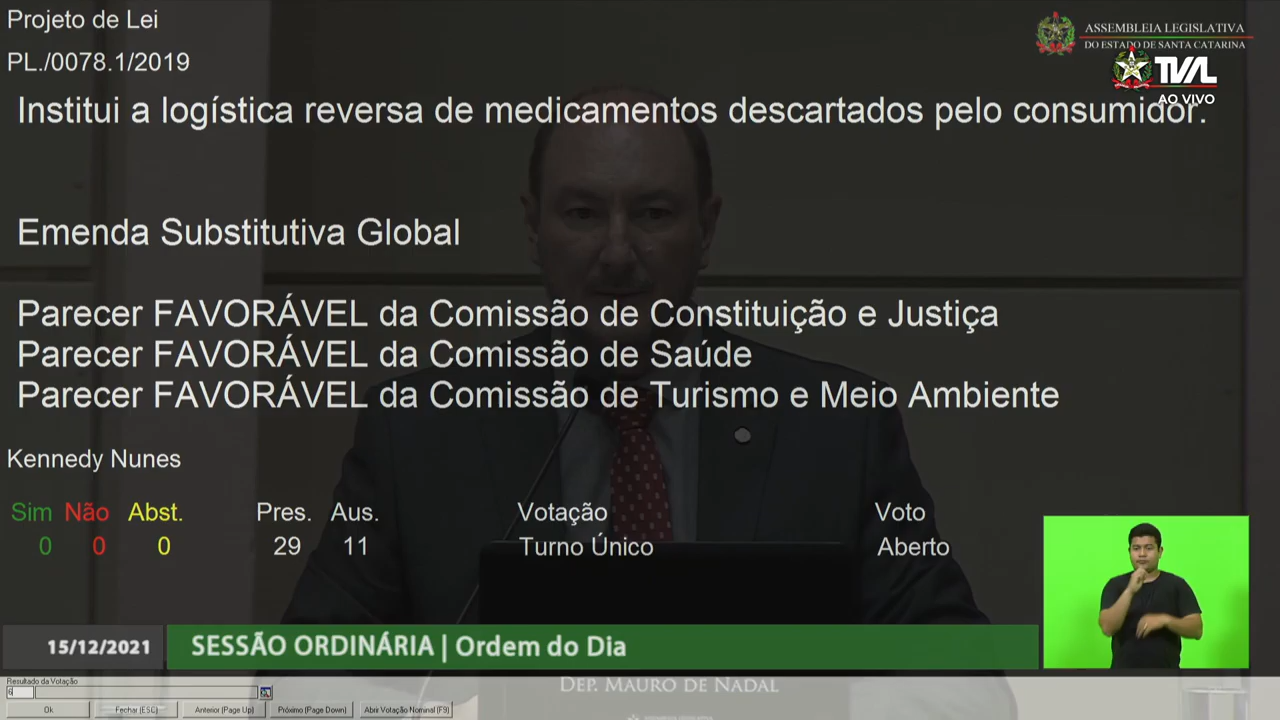 Projeto de Lei
ASSEMBLEIA LEGISLATIVA
DO ESTADO DE SANTA CATARINA
PL./0078.1/2019
TVAL
AO VIVO
Institui a logística reversa de medicamentos descartados pelo consumidor.
Emenda Substitutiva Global
Parecer FAVORÁVEL da Comissão de Constituição e Justiça
Parecer FAVORÁVEL da Comissão de Saúde
Parecer FAVORÁVEL da Comissão de Turismo e Meio Ambiente
Kennedy Nunes
Sim Não Abst. Pres. Aus. Votação Voto
0 0 0 29 11 Turno Único Aberto
15/12/2021 SESSÃO ORDINÁRIA | Ordem do Dia
Resultado da Votação
6
DEP. MAURO DE NADAL
Ok Fechar (ESC) Anterior (Page Up) Próximo (Page Down) Abrir Votação Nominal (F9)